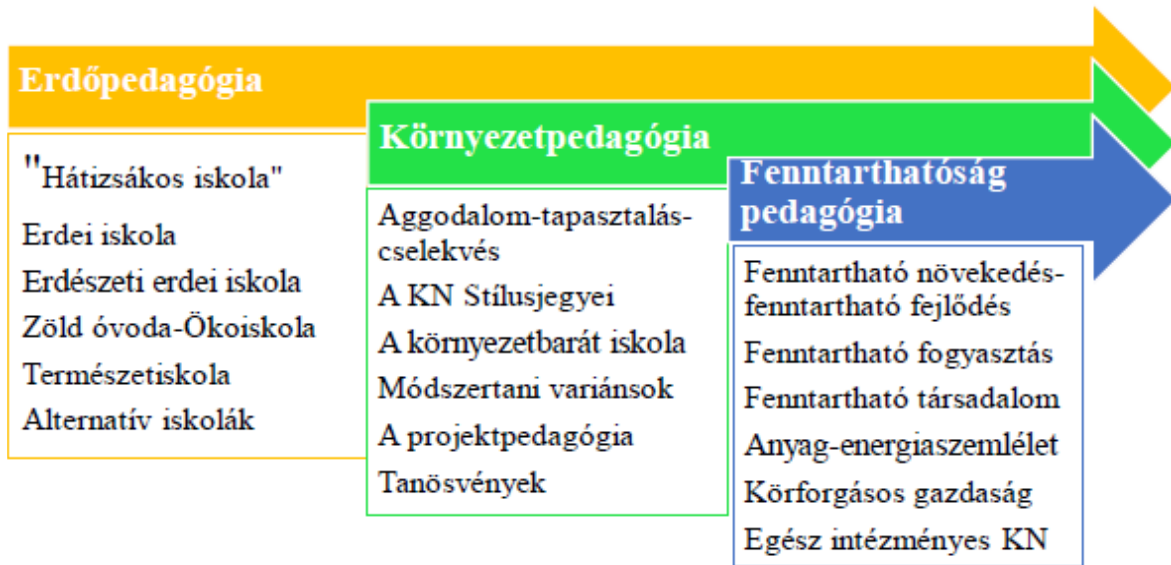 Erdőpedagógia
"Hátizsákos iskola"
Erdei iskola
Erdészeti erdei iskola
Zöld óvoda-Ökoiskola
Természetiskola
Alternatív iskolák
Környezetpedagógia
Aggodalom-tapasztalás-
cselekvés
A KN Stílusjegyei
A környezetbarát iskola
Módszertani variánsok
A projektpedagógia
Tanösvények
Fenntarthatóság
pedagógia
Fenntartható növekedés-
fenntartható fejlődés
Fenntartható fogyasztás
Fenntartható társadalom
Anyag-energiaszemlélet
Körforgásos gazdaság
Egész intézményes KN